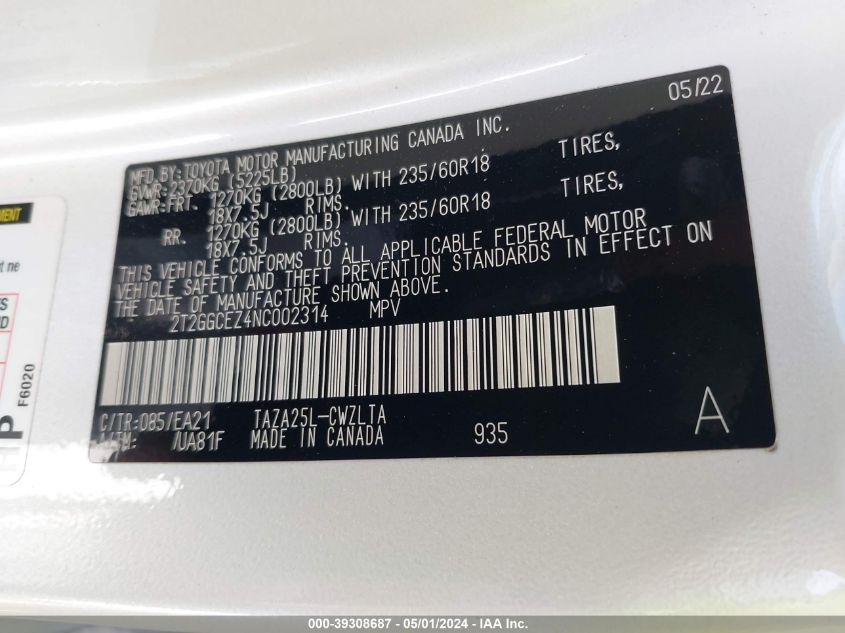 05/22
MFD.BY:TOYOTA MOTOR MANUFACTURING CANADA INC.
GVWR:2370KG (5225LB)
GAWR:FRT. 1270KG (2800LB) WITH 235/60R18 TIRES,
18X7.5J RIMS.
RR. 1270KG (2800LB) WITH 235/60R18 TIRES,
18X7.5J RIMS.
THIS VEHICLE CONFORMS TO ALL APPLICABLE FEDERAL MOTOR
VEHICLE SAFETY AND THEFT PREVENTION STANDARDS IN EFFECT ON
THE DATE OF MANUFACTURE SHOWN ABOVE.
2T2GGCEZ4NC002314 MPV
C/TR:085/EA21 TAZA25L-CWZLTA
A/TM: /UA81F MADE IN CANADA 935
A
F6020
000-39308687 - 05/01/2024 - IAA Inc.